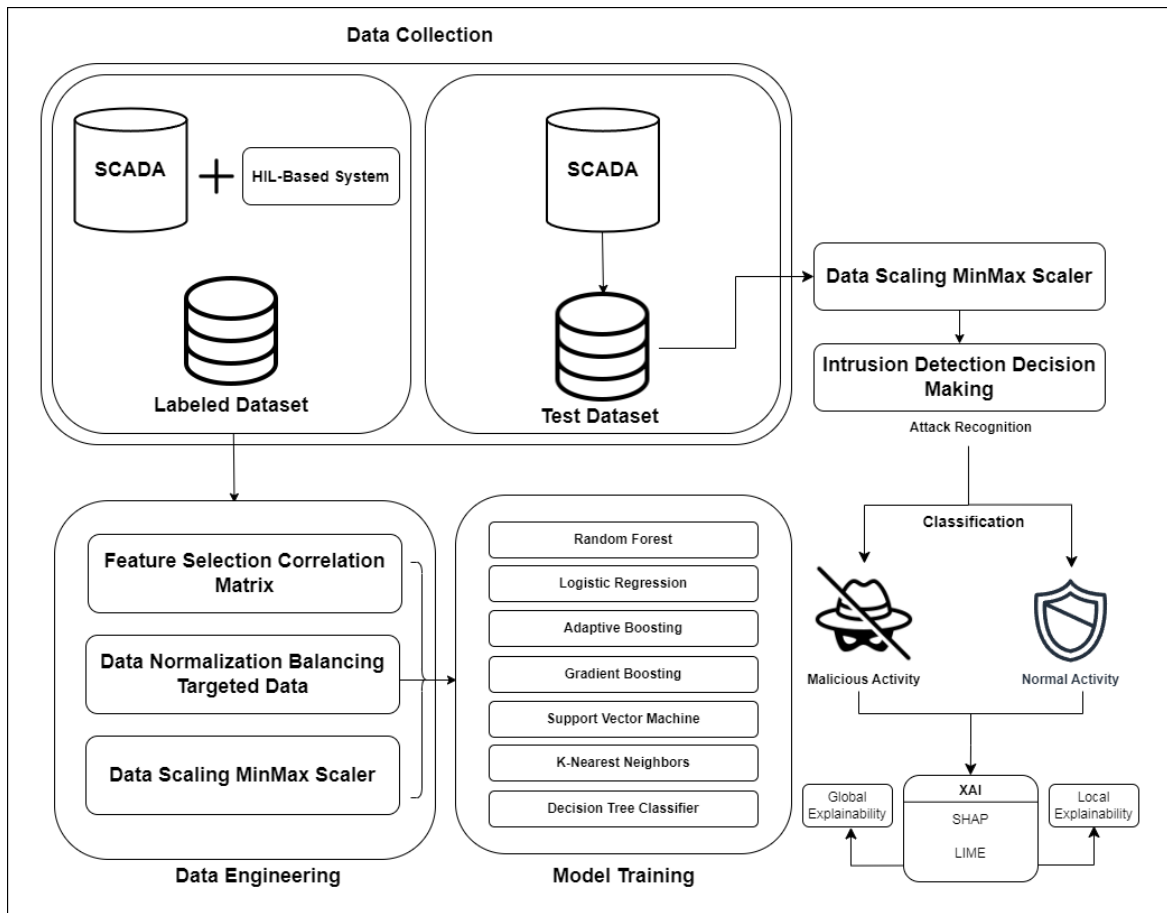 Data Collection
SCADA
HIL-Based System
Labeled Dataset
SCADA
Test Dataset
Data Scaling MinMax Scaler
Intrusion Detection Decision
Making
Attack Recognition
Classification
Malicious Activity
Normal Activity
Feature Selection Correlation
Matrix
Data Normalization Balancing
Targeted Data
Data Scaling MinMax Scaler
Data Engineering
Random Forest
Logistic Regression
Adaptive Boosting
Gradient Boosting
Support Vector Machine
K-Nearest Neighbors
Decision Tree Classifier
Model Training
Global
Explainability
XAI
SHAP
LIME
Local
Explainability